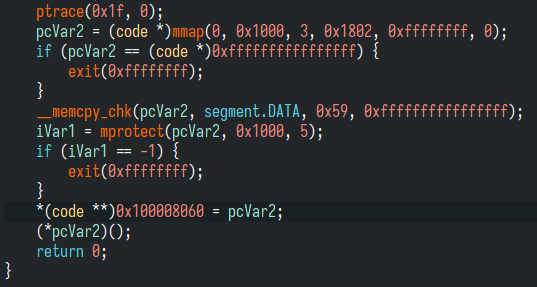 ptrace(0x1f, 0);
pcVar2 = (code *)mmap(0, 0x1000, 3, 0x1802, 0xffffffff, 0);
if (pcVar2 == (code *)0xffffffffffffffff) {
exit(0xffffffff);
}
__memcpy_chk(pcVar2, segment.DATA, 0x59, 0xffffffffffffffff);
iVar1 = mprotect(pcVar2, 0x1000, 5);
if (iVar1 == -1) {
exit(0xffffffff);
}
*(code **)0x100008060 = pcVar2;
(*pcVar2)();
return 0;
}